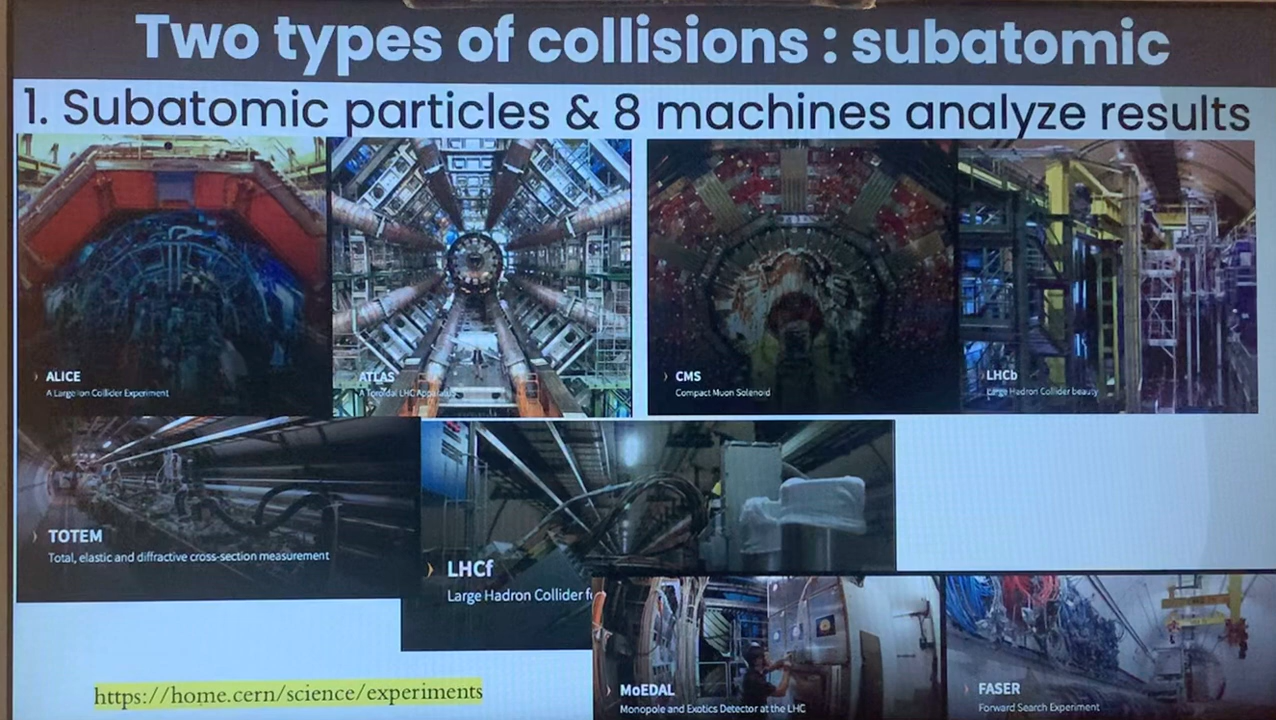 Two types of collisions : subatomic
1. Subatomic particles & 8 machines analyze results
ALICE
A Large Ion Collider Experiment
ATLAS
A Toroidal LHC Apparatus
CMS
Compact Muon Solenoid
LHCb
Large Hadron Collider beauty
TOTEM
Total, elastic and diffractive cross-section measurement
LHCf
Large Hadron Collider
MoEDAL
Monopole and Exotics Detector at the LHC
FASER
Forward Search Experiment
https://home.cern/science/experiments